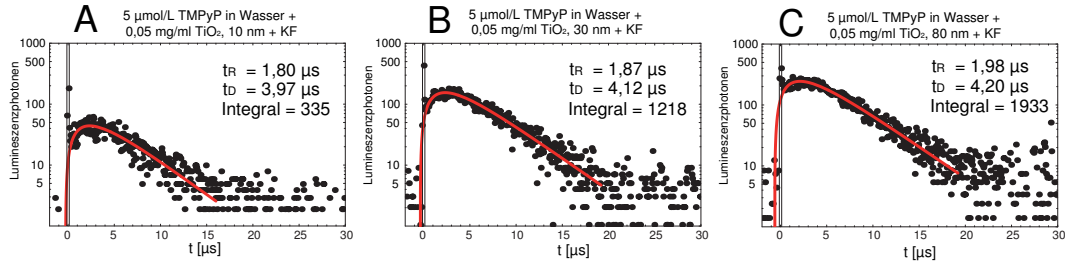 A
5 µmol/L TMPyP in Wasser +
0,05 mg/ml TiO₂, 10 nm + KF
Lumineszenzphotonen
1000
500
100
50
10
5
tR = 1,80 µs
tD = 3,97 µs
Integral = 335
0 5 10 15 20 25 30
t [µs]
B
5 µmol/L TMPyP in Wasser +
0,05 mg/ml TiO₂, 30 nm + KF
Lumineszenzphotonen
1000
500
100
50
10
5
tR = 1,87 µs
tD = 4,12 µs
Integral = 1218
0 5 10 15 20 25 30
t [µs]
C
5 µmol/L TMPyP in Wasser +
0,05 mg/ml TiO₂, 80 nm + KF
Lumineszenzphotonen
1000
500
100
50
10
5
tR = 1,98 µs
tD = 4,20 µs
Integral = 1933
0 5 10 15 20 25 30
t [µs]